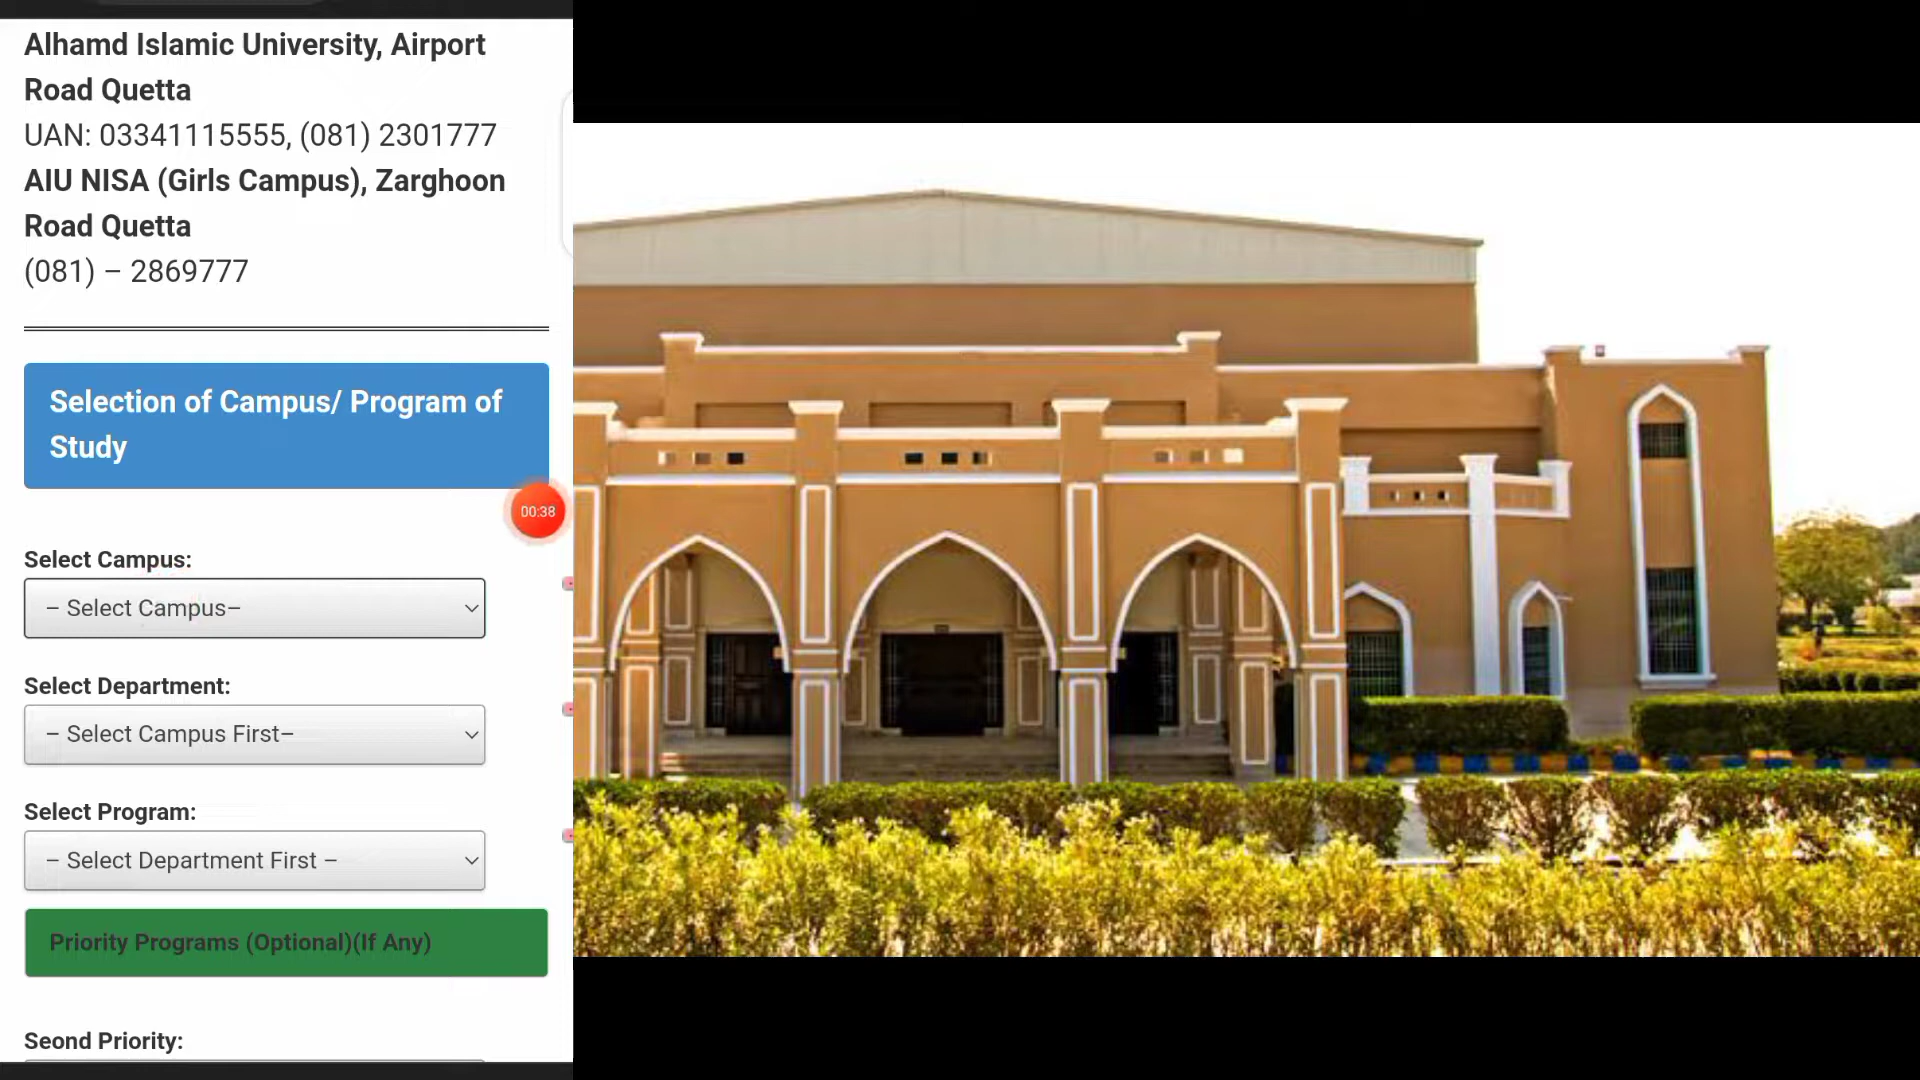 Alhamd Islamic University, Airport
Road Quetta
UAN: 03341115555, (081) 2301777
AIU NISA (Girls Campus), Zarghoon
Road Quetta
(081) – 2869777
Selection of Campus/ Program of
Study
00:38
Select Campus:
– Select Campus–
Select Department:
– Select Campus First–
Select Program:
– Select Department First –
Priority Programs (Optional)(If Any)
Seond Priority: